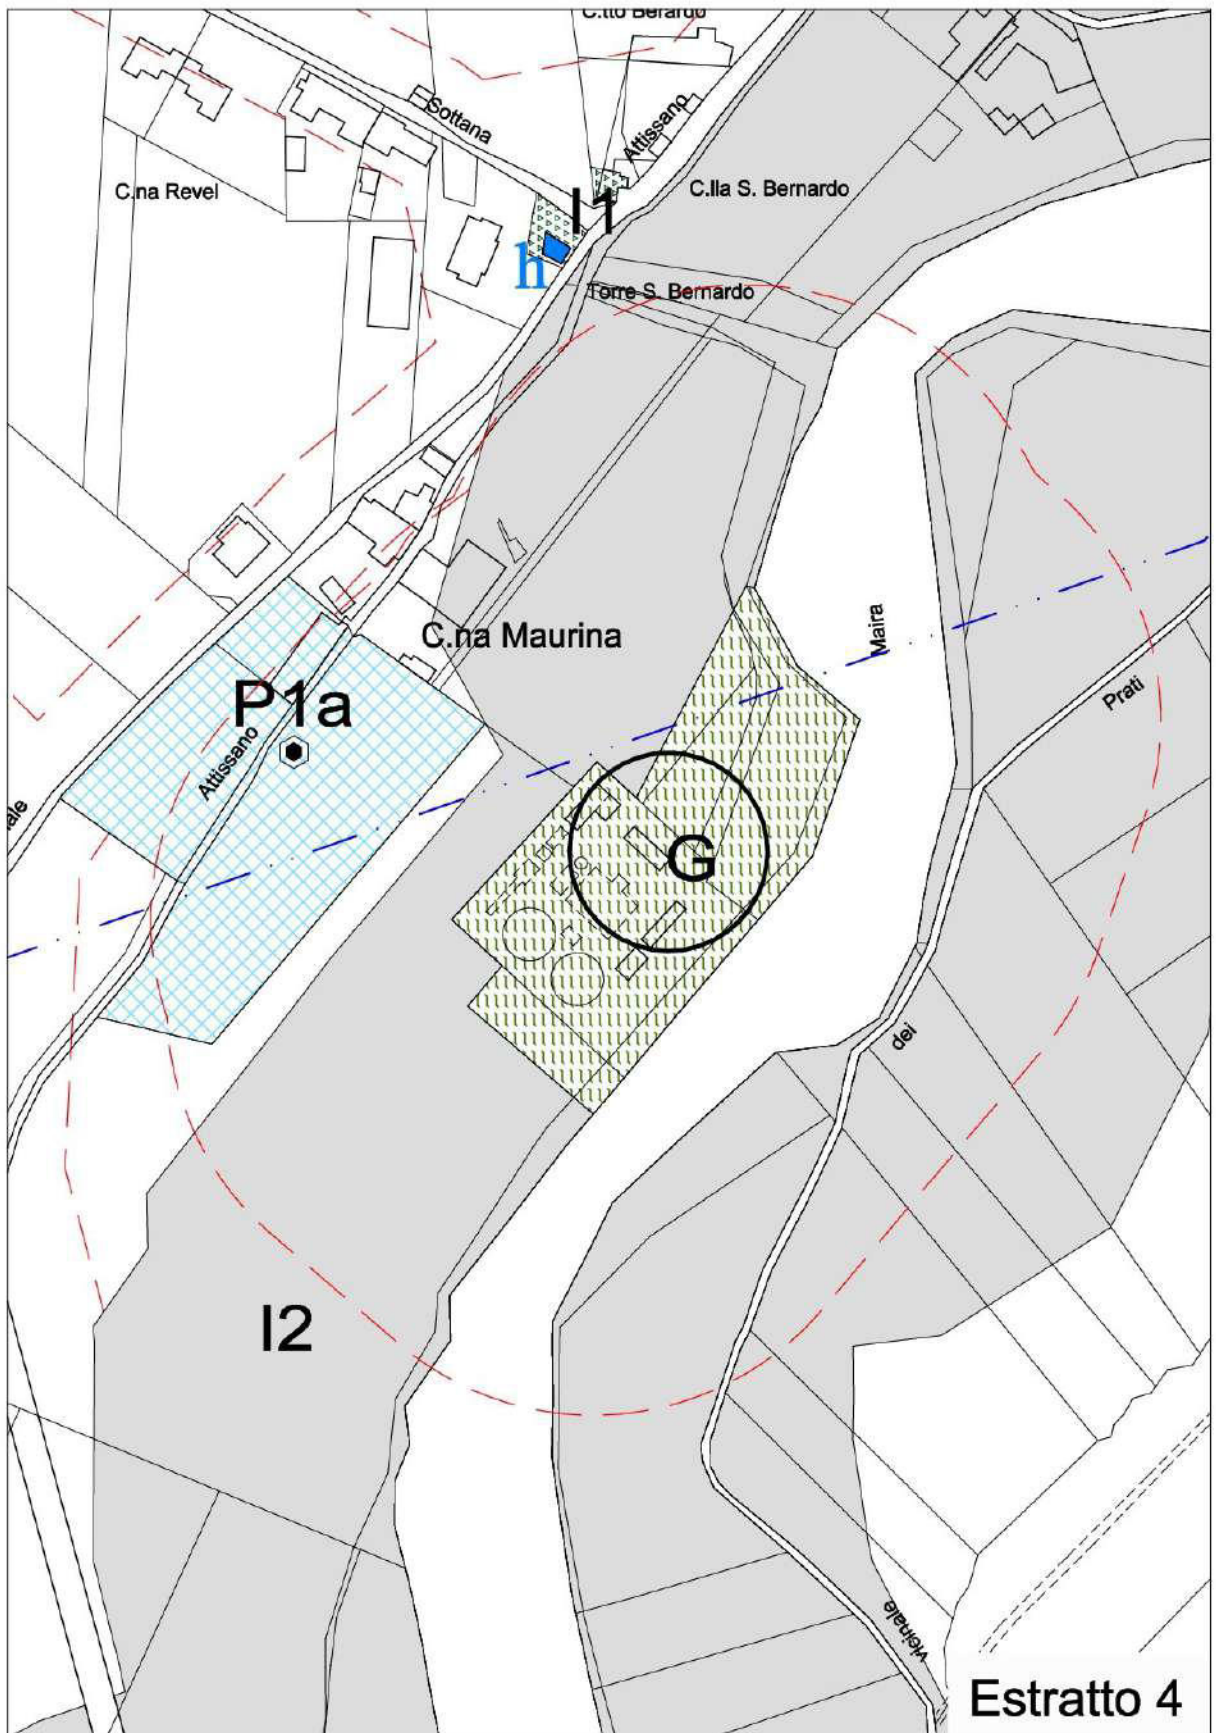 C.tto Berardo
Sottana
Attissano
C.na Revel
C.lla S. Bernardo
I1
h
Torre S. Bernardo
C.na Maurina
Maira
P1a
Prati
Attissano
ale
G
dei
I2
vicinale
Estratto 4